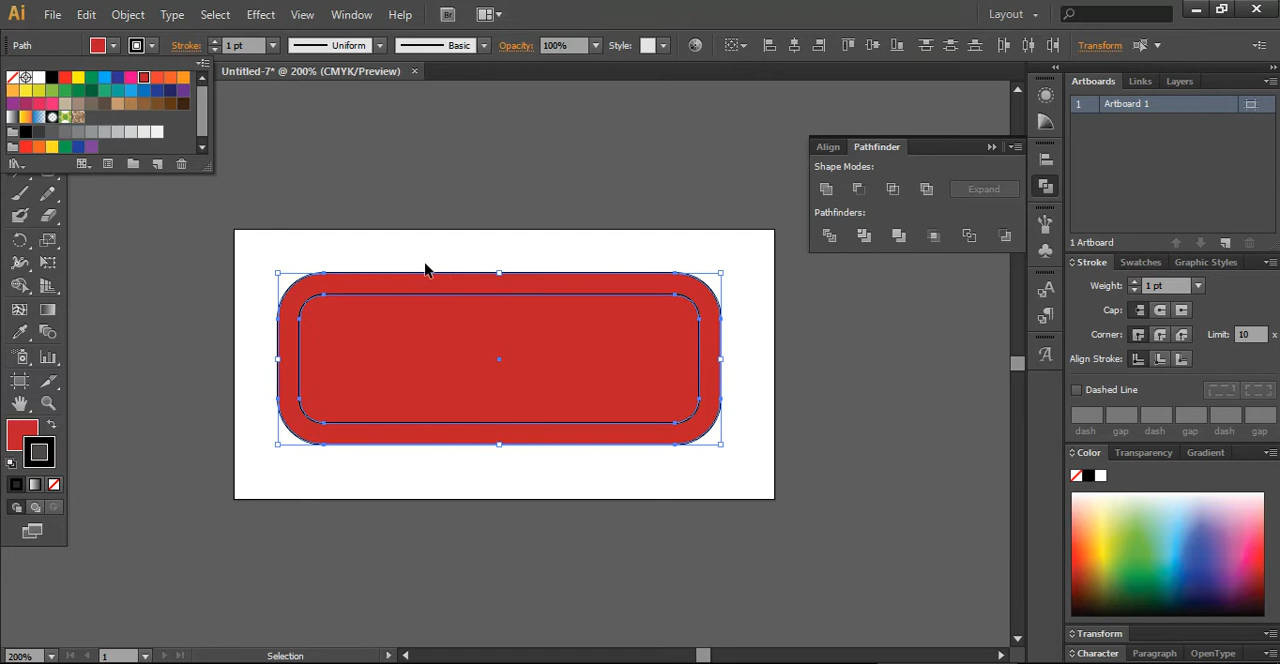 Ai File Edit Object Type Select Effect View Window Help Br Layout
Path Stroke: 1 pt Uniform Basic Opacity: 100% Style: Transform
Untitled-7* @ 200% (CMYK/Preview) ×
Artboards Links Layers
1 Artboard 1
Align Pathfinder
Shape Modes:
Expand
Pathfinders:
1 Artboard
Stroke Swatches Graphic Styles
Weight: 1 pt
Cap:
Corner: Limit: 10 x
Align Stroke:
Dashed Line
dash gap dash gap dash gap
Color Transparency Gradient
Transform
Character Paragraph OpenType
200% 1 Selection